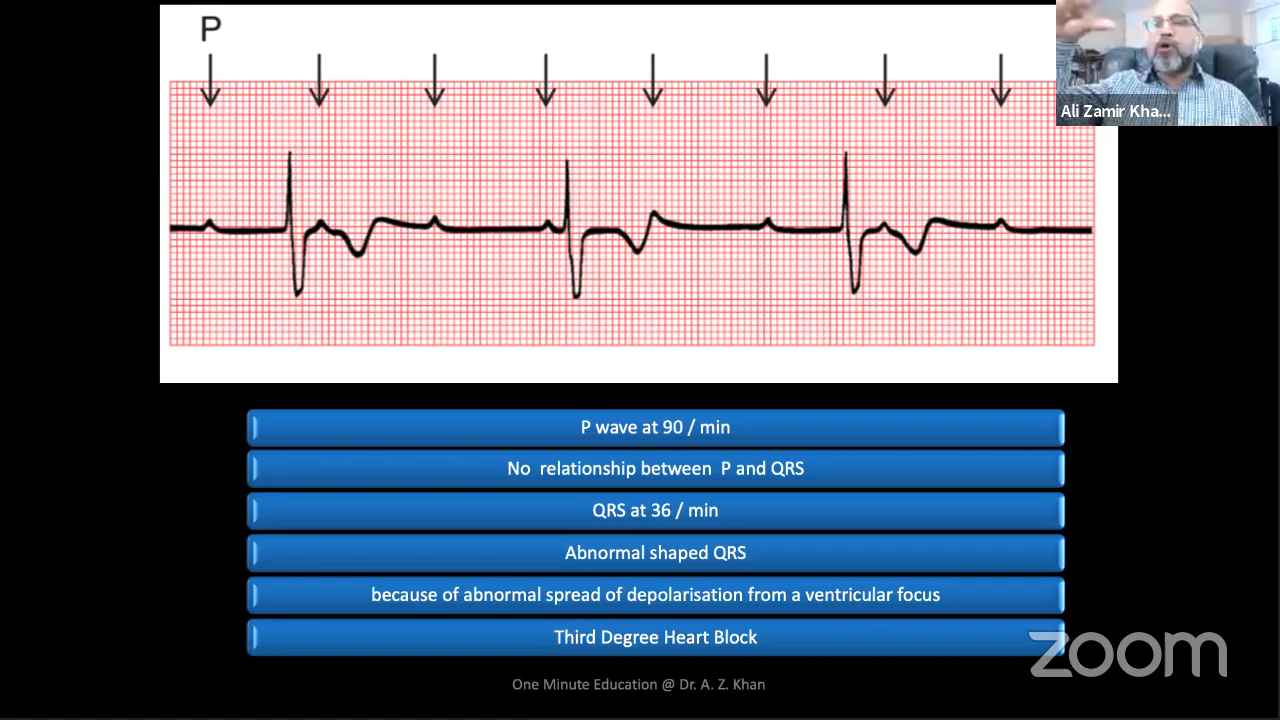 P
Ali Zamir Kha...
P wave at 90 / min
No relationship between P and QRS
QRS at 36 / min
Abnormal shaped QRS
because of abnormal spread of depolarisation from a ventricular focus
Third Degree Heart Block
zoom
One Minute Education @ Dr. A. Z. Khan